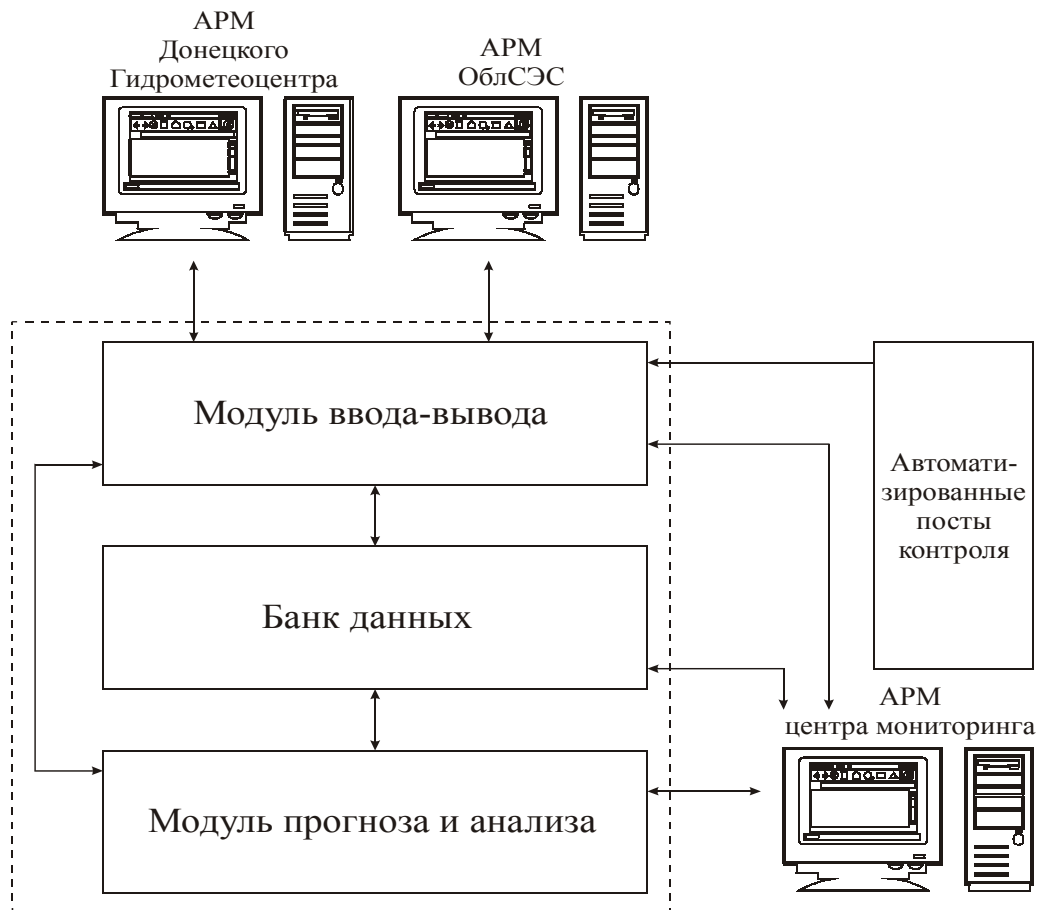 АРМ
Донецкого
Гидрометеоцентра
АРМ
ОблСЭС
Модуль ввода-вывода
Автомати-
зированные
посты
контроля
Банк данных
АРМ
центра мониторинга
Модуль прогноза и анализа